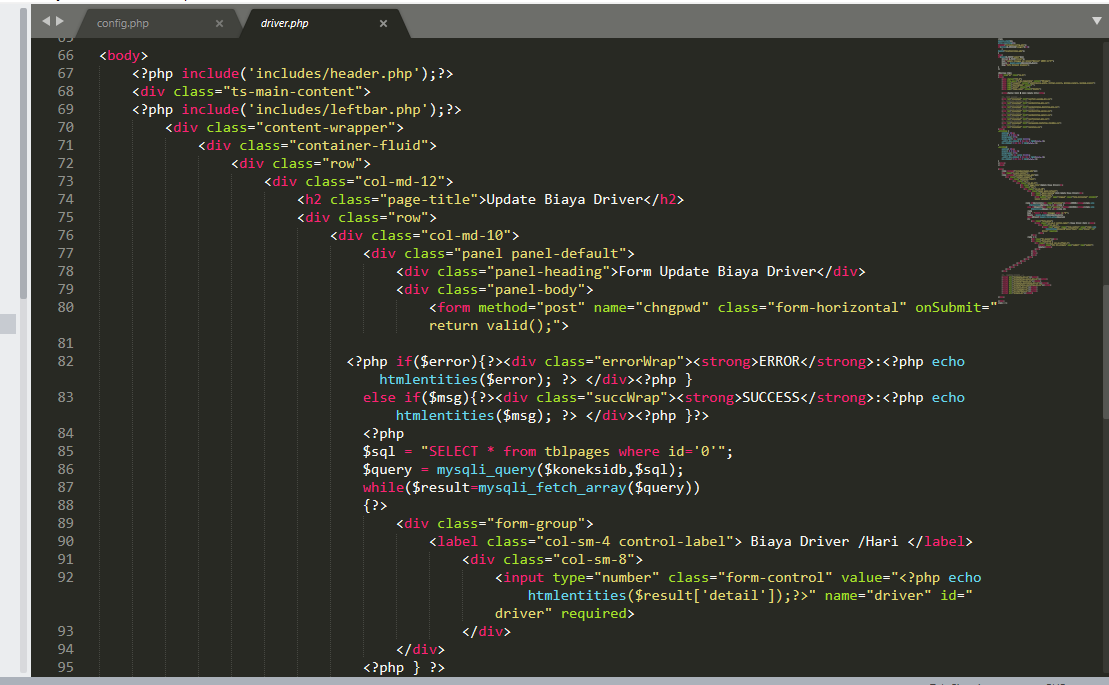 config.php × driver.php ×
65
66 <body>
67 <?php include('includes/header.php');?>
68 <div class="ts-main-content">
69 <?php include('includes/leftbar.php');?>
70 <div class="content-wrapper">
71 <div class="container-fluid">
72 <div class="row">
73 <div class="col-md-12">
74 <h2 class="page-title">Update Biaya Driver</h2>
75 <div class="row">
76 <div class="col-md-10">
77 <div class="panel panel-default">
78 <div class="panel-heading">Form Update Biaya Driver</div>
79 <div class="panel-body">
80 <form method="post" name="chngpwd" class="form-horizontal" onSubmit="
return valid();">
81
82 <?php if($error){?><div class="errorWrap"><strong>ERROR</strong>:<?php echo
htmlentities($error); ?> </div><?php }
83 else if($msg){?><div class="succWrap"><strong>SUCCESS</strong>:<?php echo
htmlentities($msg); ?> </div><?php }?>
84 <?php
85 $sql = "SELECT * from tblpages where id='0'";
86 $query = mysqli_query($koneksidb,$sql);
87 while($result=mysqli_fetch_array($query))
88 {?>
89 <div class="form-group">
90 <label class="col-sm-4 control-label"> Biaya Driver /Hari </label>
91 <div class="col-sm-8">
92 <input type="number" class="form-control" value="<?php echo
htmlentities($result['detail']);?>" name="driver" id="
driver" required>
93 </div>
94 </div>
95 <?php } ?>